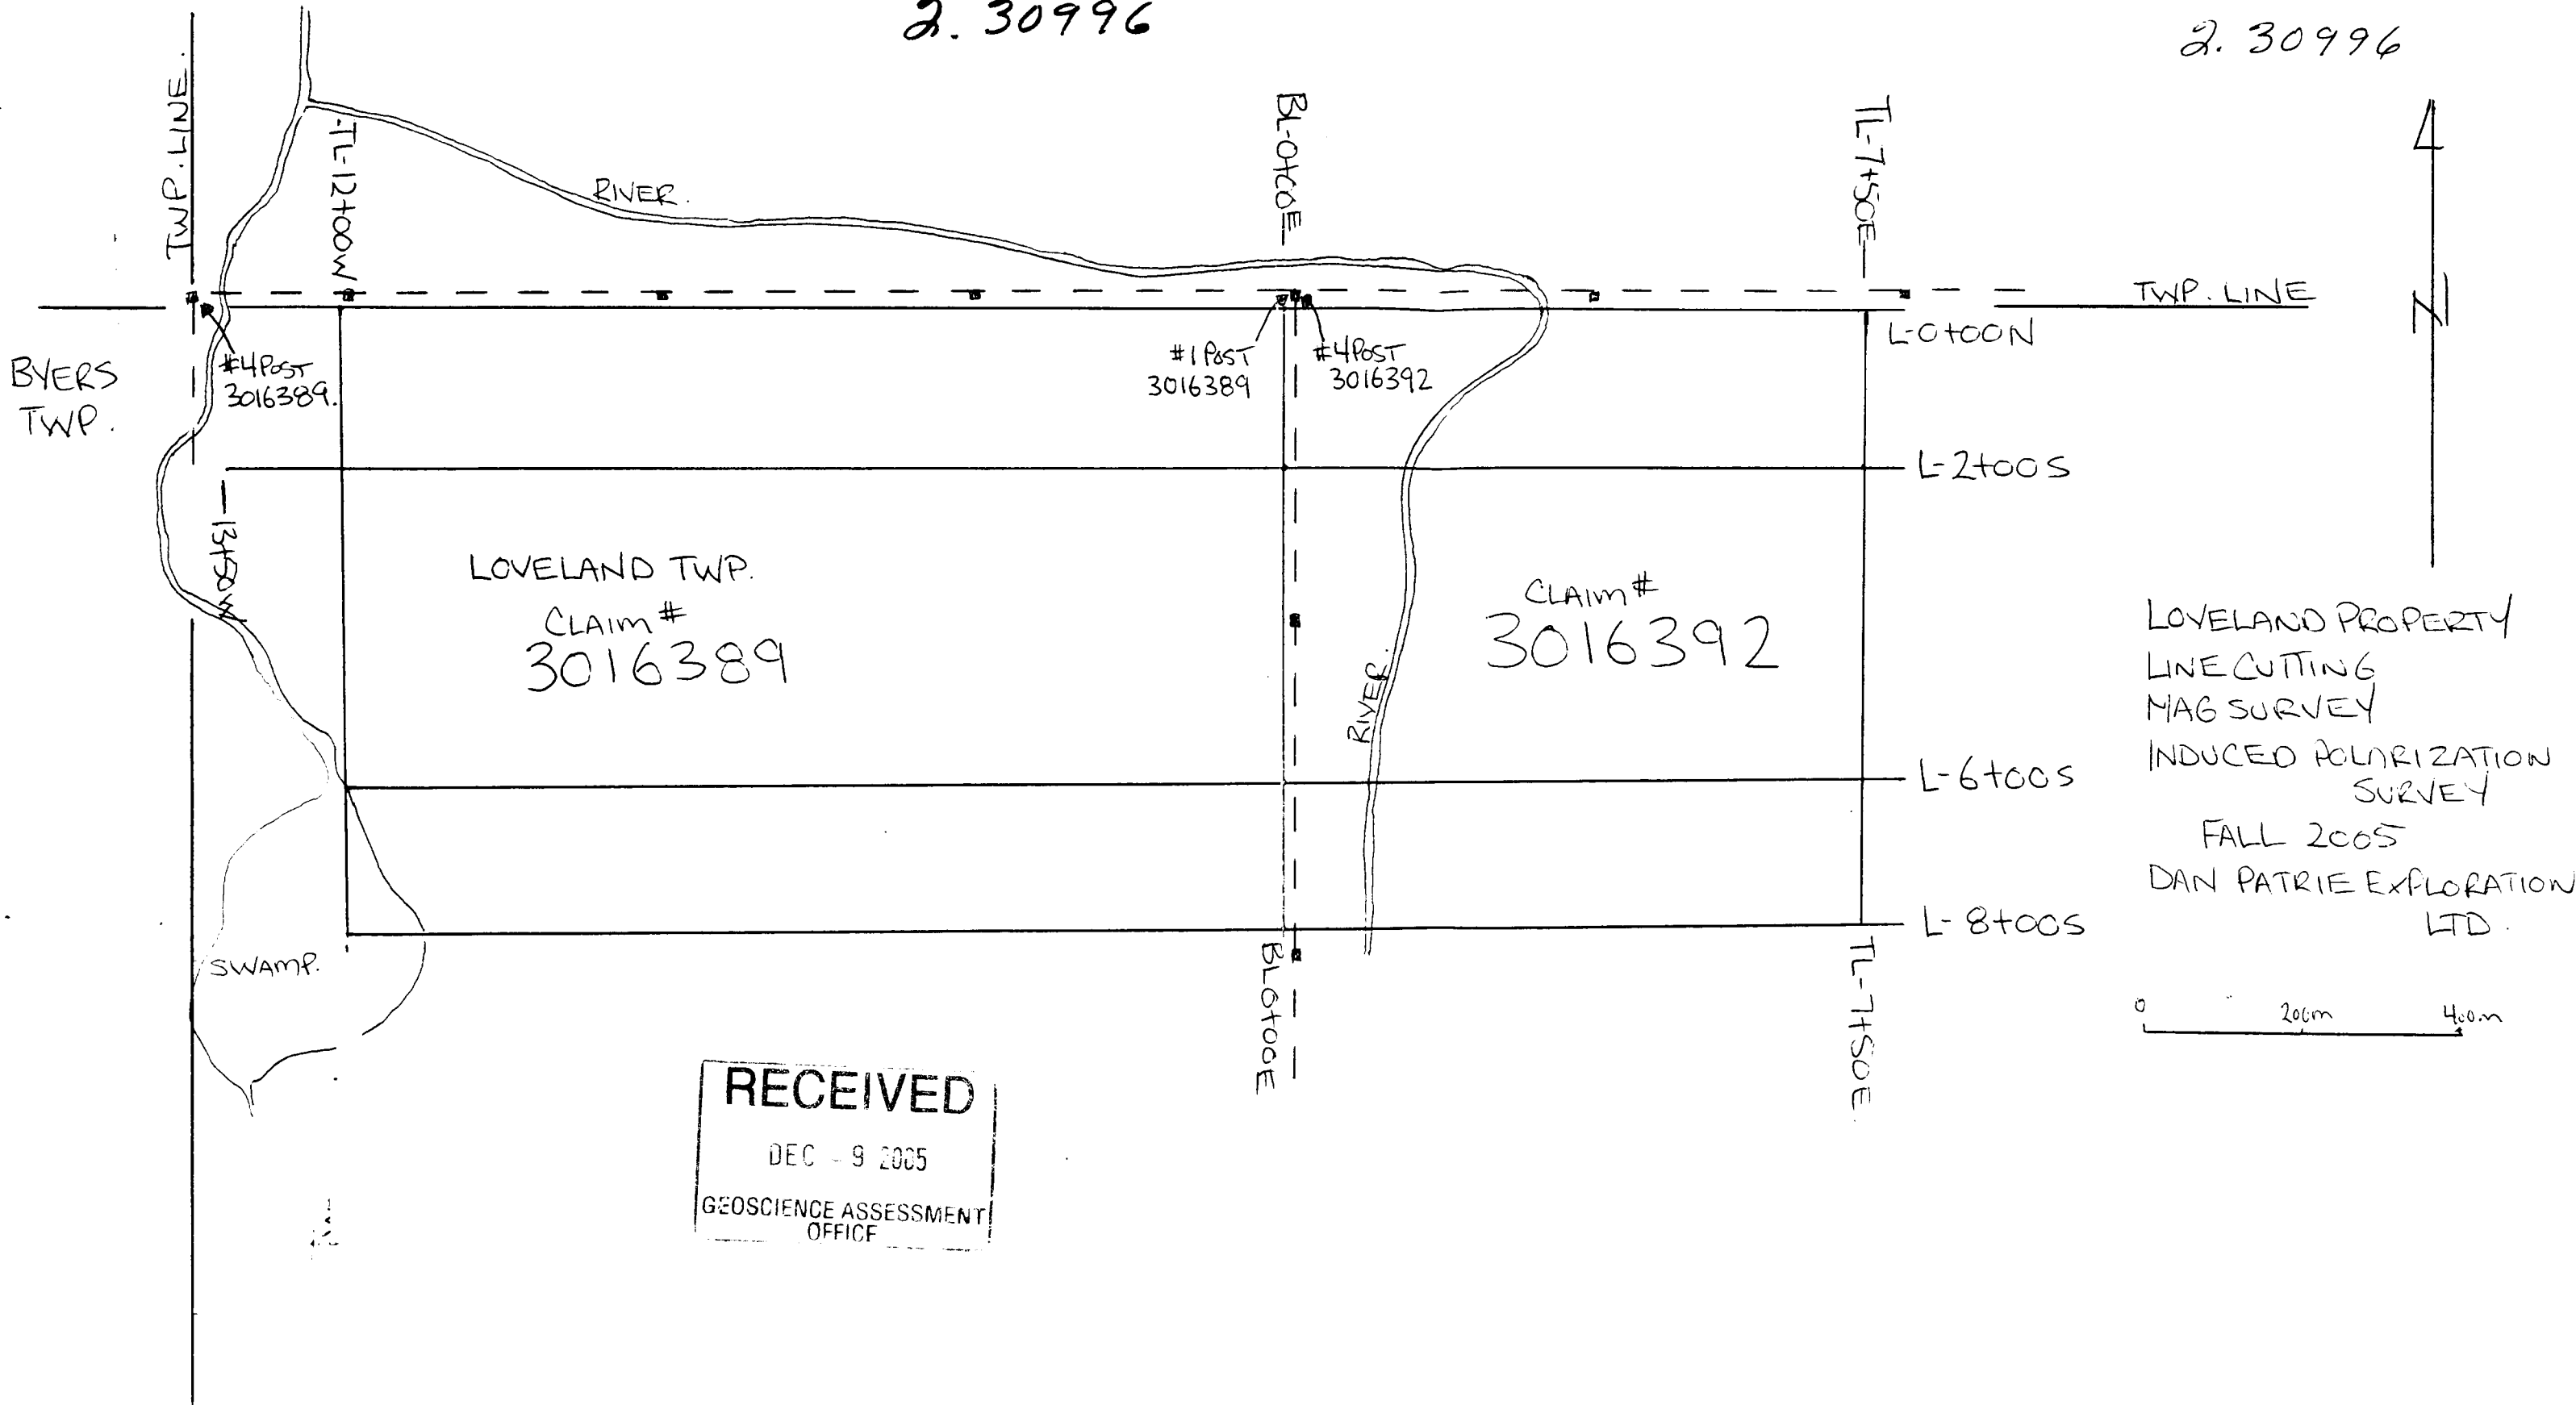 2. 30996
2. 30996
TWP. LINE.
TL-12+00W
RIVER.
BL-0+00E
TL-7+50E
TWP. LINE
L-0+00N
N
BYERS
TWP.
#4 POST
3016389.
#1 POST
3016389
#4 POST
3016392
L-2+00S
13+50W
LOVELAND TWP.
CLAIM #
3016389
CLAIM #
3016392
RIVER.
LOVELAND PROPERTY
LINE CUTTING
MAG SURVEY
INDUCED POLARIZATION
SURVEY
FALL 2005
DAN PATRIE EXPLORATION
LTD.
L-6+00S
L-8+00S
SWAMP.
BL0+00E
TL-7+50E
0 200m 400m
RECEIVED
DEC - 9 2005
GEOSCIENCE ASSESSMENT
OFFICE